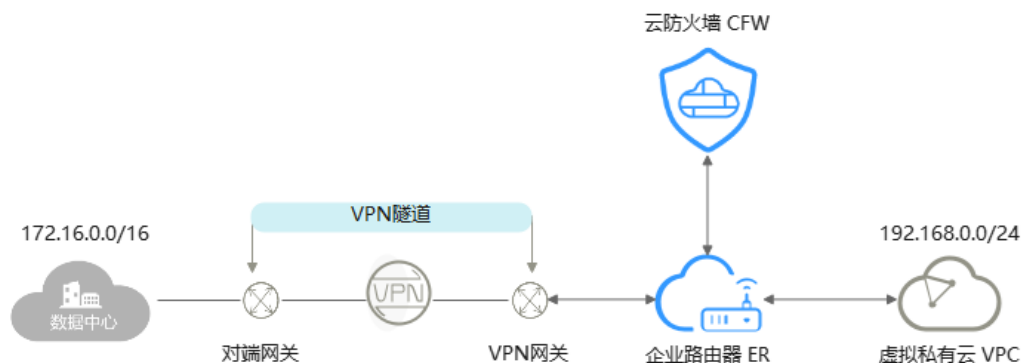 云防火墙 CFW
VPN隧道
172.16.0.0/16
192.168.0.0/24
数据中心
VPN
对端网关
VPN网关
企业路由器 ER
虚拟私有云 VPC